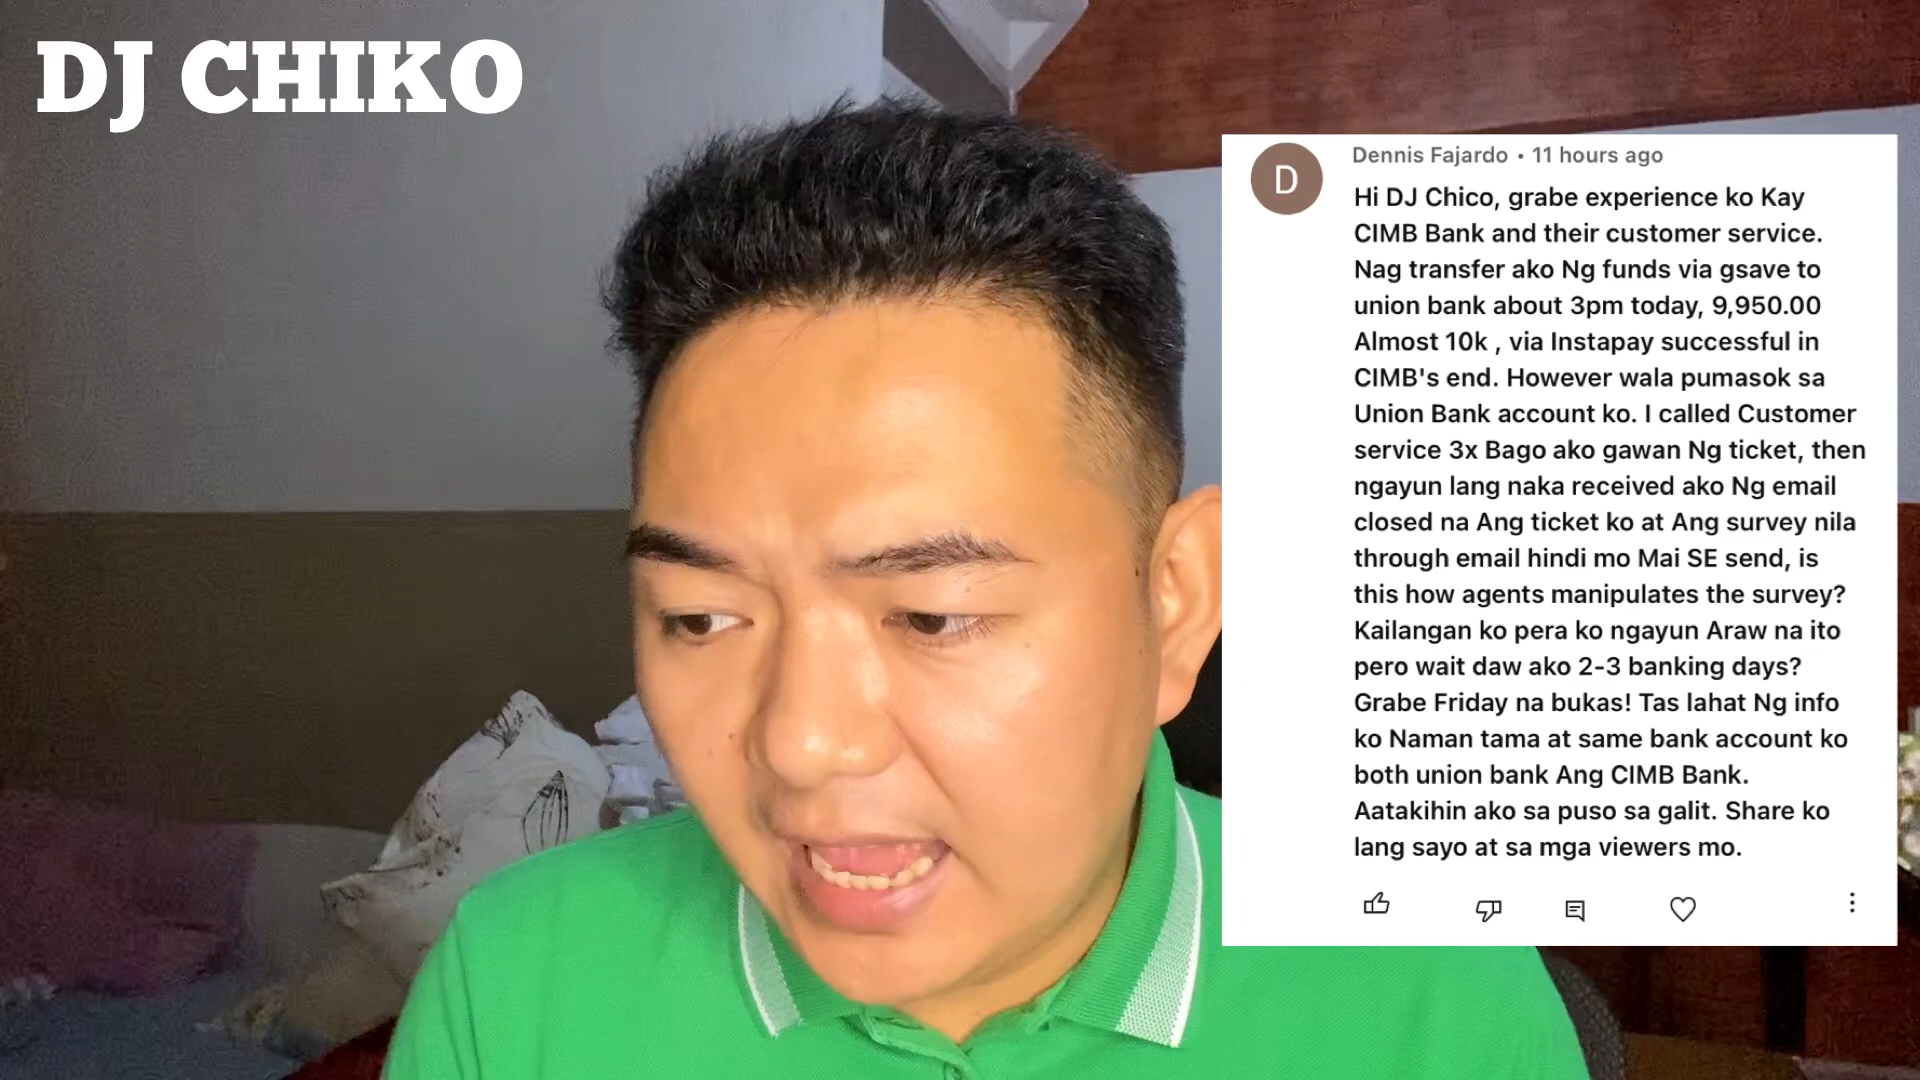 DJ CHIKO
D
Dennis Fajardo • 11 hours ago
Hi DJ Chico, grabe experience ko Kay
CIMB Bank and their customer service.
Nag transfer ako Ng funds via gsave to
union bank about 3pm today, 9,950.00
Almost 10k , via Instapay successful in
CIMB's end. However wala pumasok sa
Union Bank account ko. I called Customer
service 3x Bago ako gawan Ng ticket, then
ngayun lang naka received ako Ng email
closed na Ang ticket ko at Ang survey nila
through email hindi mo Mai SE send, is
this how agents manipulates the survey?
Kailangan ko pera ko ngayun Araw na ito
pero wait daw ako 2-3 banking days?
Grabe Friday na bukas! Tas lahat Ng info
ko Naman tama at same bank account ko
both union bank Ang CIMB Bank.
Aatakihin ako sa puso sa galit. Share ko
lang sayo at sa mga viewers mo.